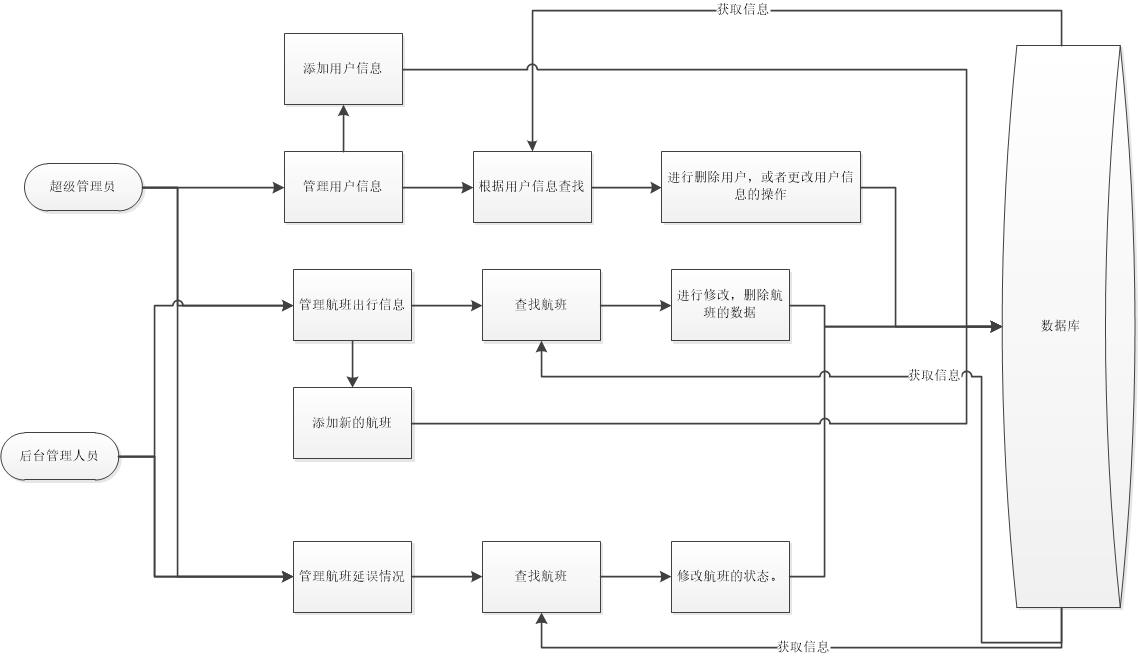 获取信息
添加用户信息
超级管理员
管理用户信息
根据用户信息查找
进行删除用户，或者更改用户信
息的操作
管理航班出行信息
查找航班
进行修改，删除航
班的数据
数据库
获取信息
添加新的航班
后台管理人员
管理航班延误情况
查找航班
修改航班的状态。
获取信息